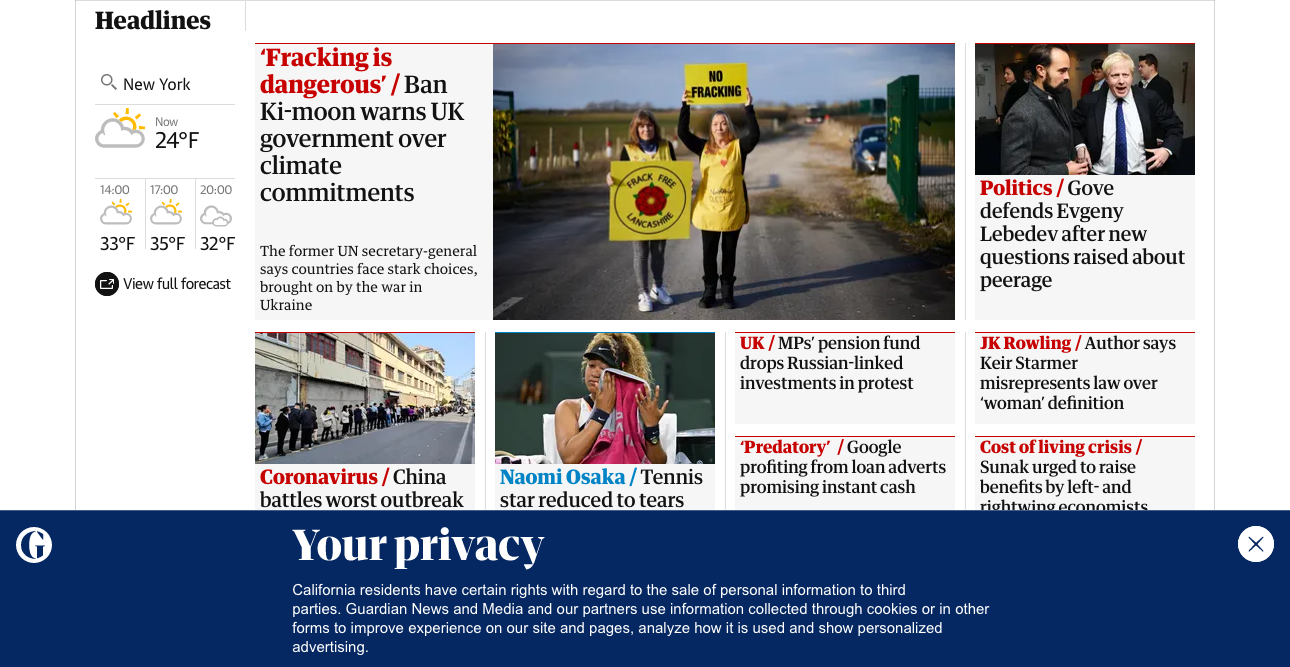 Headlines
New York
Now
24°F
14:00
17:00
20:00
33°F
35°F
32°F
View full forecast
‘Fracking is
dangerous’ / Ban
Ki-moon warns UK
government over
climate
commitments
The former UN secretary-general
says countries face stark choices,
brought on by the war in
Ukraine
NO
FRACKING
FRACK FREE
LANCASHIRE
Politics / Gove
defends Evgeny
Lebedev after new
questions raised about
peerage
Coronavirus / China
battles worst outbreak
Naomi Osaka / Tennis
star reduced to tears
UK / MPs’ pension fund
drops Russian-linked
investments in protest
‘Predatory’ / Google
profiting from loan adverts
promising instant cash
JK Rowling / Author says
Keir Starmer
misrepresents law over
‘woman’ definition
Cost of living crisis /
Sunak urged to raise
benefits by left- and
rightwing economists
G
Your privacy
California residents have certain rights with regard to the sale of personal information to third
parties. Guardian News and Media and our partners use information collected through cookies or in other
forms to improve experience on our site and pages, analyze how it is used and show personalized
advertising.